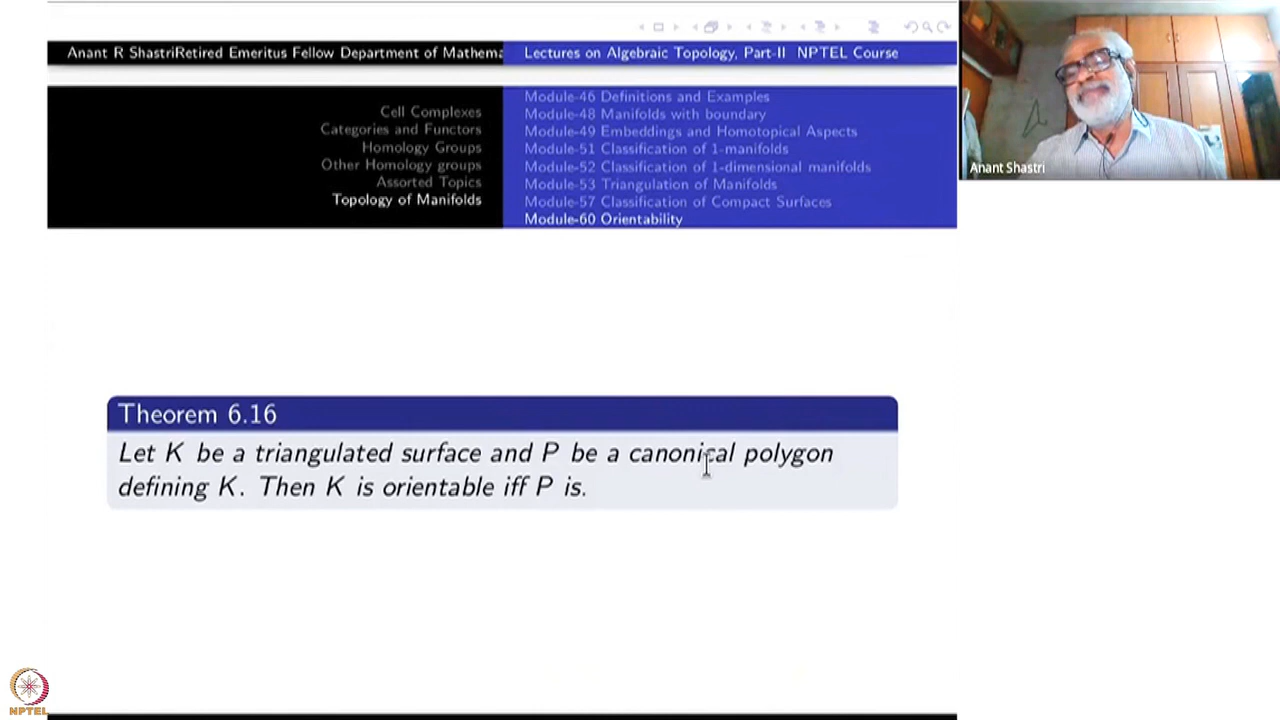 Anant R ShastriRetired Emeritus Fellow Department of Mathema
Lectures on Algebraic Topology, Part-II NPTEL Course
Cell Complexes
Categories and Functors
Homology Groups
Other Homology groups
Assorted Topics
Topology of Manifolds
Module-46 Definitions and Examples
Module-48 Manifolds with boundary
Module-49 Embeddings and Homotopical Aspects
Module-51 Classification of 1-manifolds
Module-52 Classification of 1-dimensional manifolds
Module-53 Triangulation of Manifolds
Module-57 Classification of Compact Surfaces
Module-60 Orientability
Anant Shastri
Theorem 6.16
Let K be a triangulated surface and P be a canonical polygon
defining K. Then K is orientable iff P is.
NPTEL